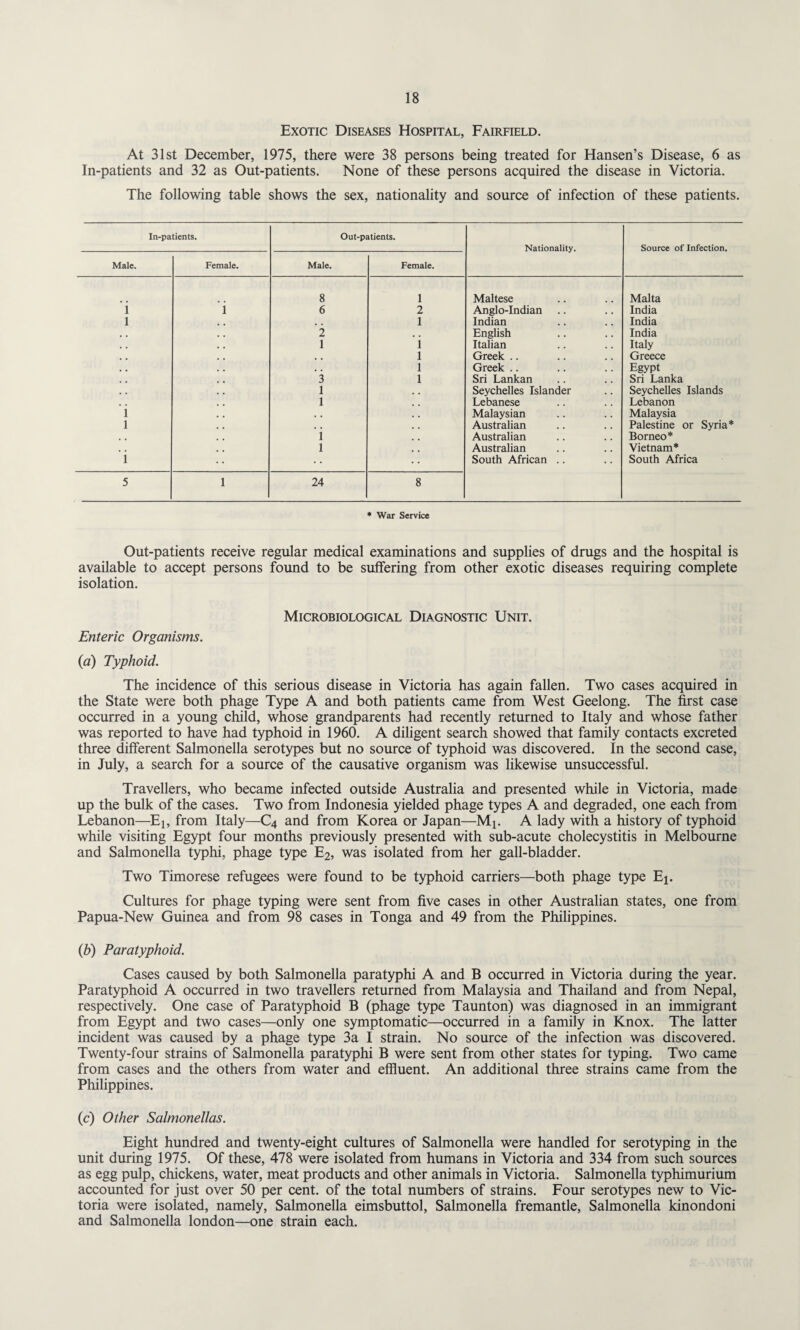 18
Exotic Diseases Hospital, Fairfield.
At 31st December, 1975, there were 38 persons being treated for Hansen's Disease, 6 as
In-patients and 32 as Out-patients. None of these persons acquired the disease in Victoria.
The following table shows the sex, nationality and source of infection of these patients.
In-patients. Out-patients. Nationality. Source of Infection.
Male. Female. Male. Female.
.. .. 8 1 Maltese .. .. Malta
1 1 6 2 Anglo-Indian .. .. India
1 .. .. 1 Indian .. .. India
.. .. 2 .. English .. .. India
.. .. 1 1 Italian .. .. Italy
.. .. .. 1 Greek .. .. .. Greece
.. .. .. 1 Greek .. .. .. Egypt
.. .. 3 1 Sri Lankan .. .. Sri Lanka
.. .. 1 .. Seychelles Islander .. Seychelles Islands
.. .. 1 .. Lebanese .. .. Lebanon
1 .. .. .. Malaysian .. .. Malaysia
1 .. .. .. Australian .. .. Palestine or Syria*
.. .. 1 .. Australian .. .. Borneo*
.. .. 1 .. Australian .. .. Vietnam*
1 .. .. .. South African .. .. South Africa
5 1 24 8
* War Service
Out-patients receive regular medical examinations and supplies of drugs and the hospital is
available to accept persons found to be suffering from other exotic diseases requiring complete
isolation.
Microbiological Diagnostic Unit.
Enteric Organisms.
(a) Typhoid.
The incidence of this serious disease in Victoria has again fallen. Two cases acquired in
the State were both phage Type A and both patients came from West Geelong. The first case
occurred in a young child, whose grandparents had recently returned to Italy and whose father
was reported to have had typhoid in 1960. A diligent search showed that family contacts excreted
three different Salmonella serotypes but no source of typhoid was discovered. In the second case,
in July, a search for a source of the causative organism was likewise unsuccessful.
Travellers, who became infected outside Australia and presented while in Victoria, made
up the bulk of the cases. Two from Indonesia yielded phage types A and degraded, one each from
Lebanon—E₁, from Italy—C₄ and from Korea or Japan—M₁. A lady with a history of typhoid
while visiting Egypt four months previously presented with sub-acute cholecystitis in Melbourne
and Salmonella typhi, phage type E₂, was isolated from her gall-bladder.
Two Timorese refugees were found to be typhoid carriers—both phage type E₁.
Cultures for phage typing were sent from five cases in other Australian states, one from
Papua-New Guinea and from 98 cases in Tonga and 49 from the Philippines.
(b) Paratyphoid.
Cases caused by both Salmonella paratyphi A and B occurred in Victoria during the year.
Paratyphoid A occurred in two travellers returned from Malaysia and Thailand and from Nepal,
respectively. One case of Paratyphoid B (phage type Taunton) was diagnosed in an immigrant
from Egypt and two cases—only one symptomatic—occurred in a family in Knox. The latter
incident was caused by a phage type 3a I strain. No source of the infection was discovered.
Twenty-four strains of Salmonella paratyphi B were sent from other states for typing. Two came
from cases and the others from water and effluent. An additional three strains came from the
Philippines.
(c) Other Salmonellas.
Eight hundred and twenty-eight cultures of Salmonella were handled for serotyping in the
unit during 1975. Of these, 478 were isolated from humans in Victoria and 334 from such sources
as egg pulp, chickens, water, meat products and other animals in Victoria. Salmonella typhimurium
accounted for just over 50 per cent. of the total numbers of strains. Four serotypes new to Vic-
toria were isolated, namely, Salmonella eimsbuttol, Salmonella fremantle, Salmonella kinondoni
and Salmonella london—one strain each.